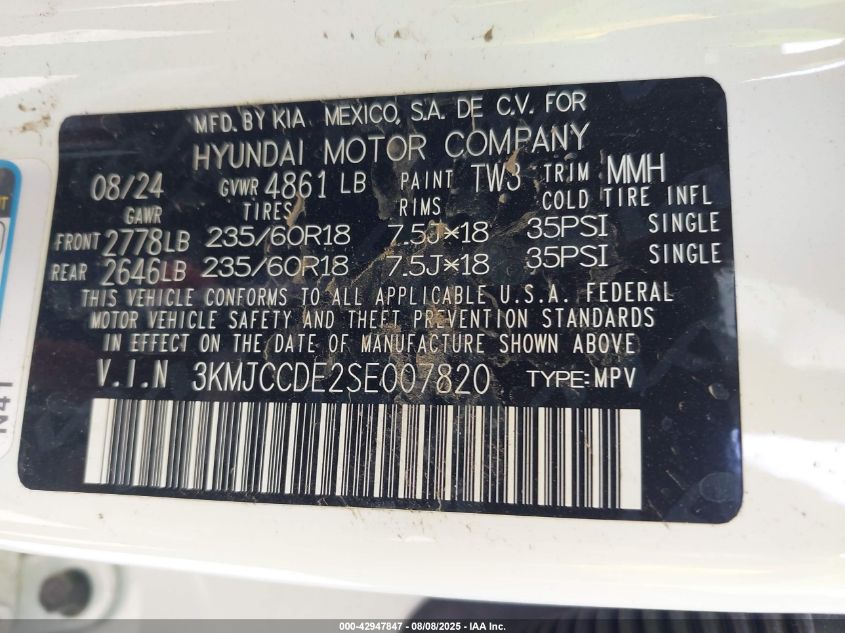 MFD. BY KIA MEXICO, S.A. DE C.V. FOR
HYUNDAI MOTOR COMPANY
08/24 GVWR 4861 LB PAINT TW3 TRIM MMH
GAWR TIRES RIMS COLD TIRE INFL
FRONT 2778LB 235/60R18 7.5J×18 35PSI SINGLE
REAR 2646LB 235/60R18 7.5J×18 35PSI SINGLE
THIS VEHICLE CONFORMS TO ALL APPLICABLE U.S.A. FEDERAL
MOTOR VEHICLE SAFETY AND THEFT PREVENTION STANDARDS
IN EFFECT ON THE DATE OF MANUFACTURE SHOWN ABOVE
V.I.N 3KMJCCDE2SE007820 TYPE:MPV
N41
000-42947847 - 08/08/2025 - IAA Inc.